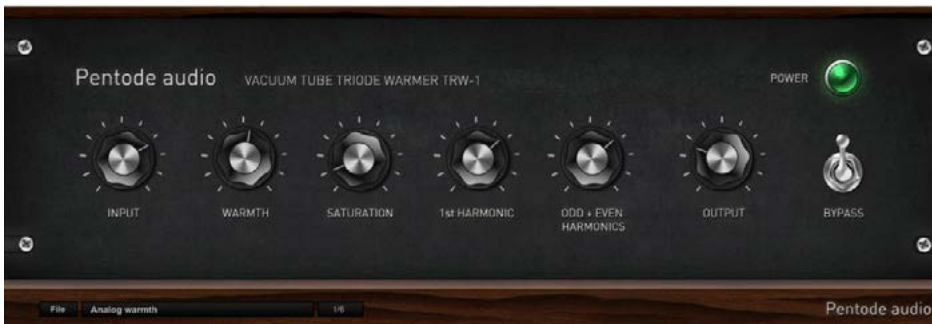 Pentode audio
VACUUM TUBE TRIODE WARMER TRW-1
POWER
INPUT
WARMTH
SATURATION
1st HARMONIC
ODD + EVEN
HARMONICS
OUTPUT
BYPASS
File
Analog warmth
1/6
Pentode audio